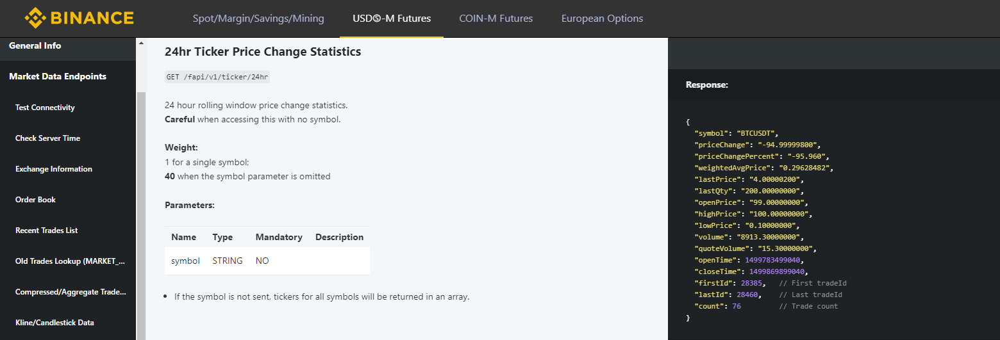 BINANCE
Spot/Margin/Savings/Mining
USDⓈ-M Futures
COIN-M Futures
European Options
General Info
Market Data Endpoints
Test Connectivity
Check Server Time
Exchange Information
Order Book
Recent Trades List
Old Trades Lookup (MARKET_...
Compressed/Aggregate Trade...
Kline/Candlestick Data
24hr Ticker Price Change Statistics
GET /fapi/v1/ticker/24hr
24 hour rolling window price change statistics.
Careful when accessing this with no symbol.
Weight:
1 for a single symbol;
40 when the symbol parameter is omitted
Parameters:
Name Type Mandatory Description
symbol STRING NO
• If the symbol is not sent, tickers for all symbols will be returned in an array.
Response:
{
"symbol": "BTCUSDT",
"priceChange": "-94.99999800",
"priceChangePercent": "-95.960",
"weightedAvgPrice": "0.29628482",
"lastPrice": "4.00000200",
"lastQty": "200.00000000",
"openPrice": "99.00000000",
"highPrice": "100.00000000",
"lowPrice": "0.10000000",
"volume": "8913.30000000",
"quoteVolume": "15.30000000",
"openTime": 1499783499040,
"closeTime": 1499869899040,
"firstId": 28385, // First tradeId
"lastId": 28460, // Last tradeId
"count": 76 // Trade count
}